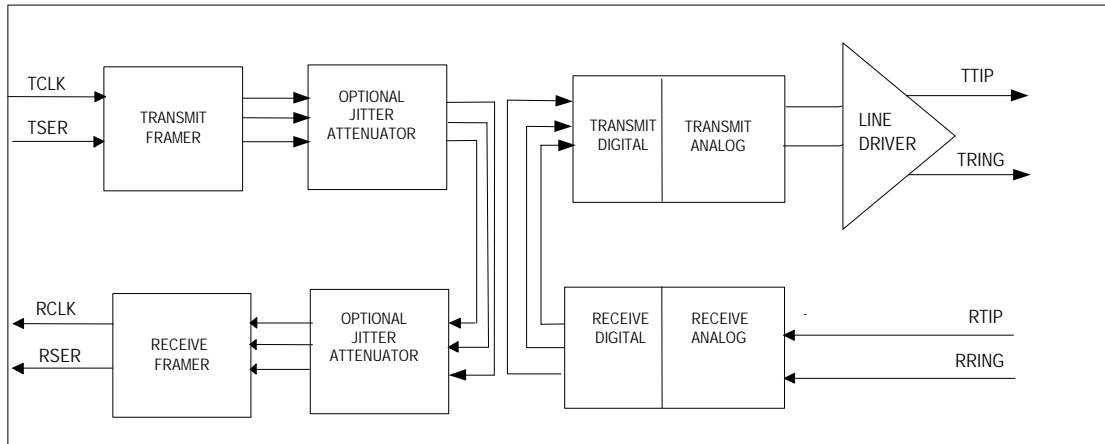 TCLK
TSER
TRANSMIT
FRAMER
OPTIONAL
JITTER
ATTENUATOR
TRANSMIT
DIGITAL
TRANSMIT
ANALOG
LINE
DRIVER
TTIP
TRING
RCLK
RSER
RECEIVE
FRAMER
OPTIONAL
JITTER
ATTENUATOR
RECEIVE
DIGITAL
RECEIVE
ANALOG
RTIP
RRING